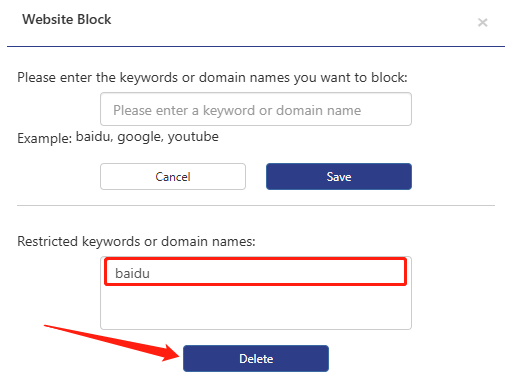 Website Block
×
Please enter the keywords or domain names you want to block:
Please enter a keyword or domain name
Example: baidu, google, youtube
Cancel Save
Restricted keywords or domain names:
baidu
Delete